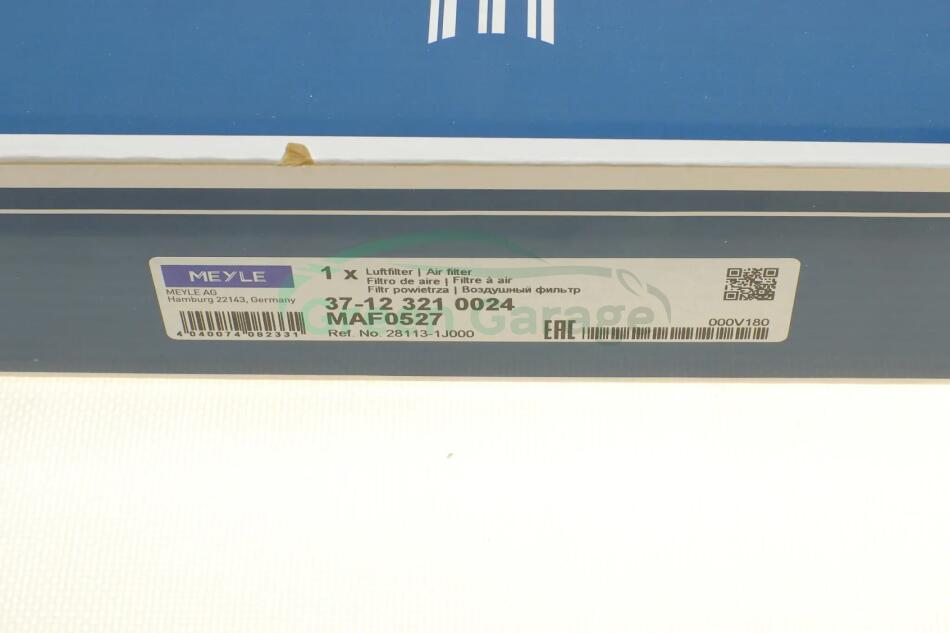 MEYLE
MEYLE AG
Hamburg 22143, Germany
4 040074 082331
1 x
Luftfilter | Air filter
Filtro de aire | Filtre à air
Filtr powietrza | Воздушный фильтр
37-12 321 0024
MAF0527
Ref. No. 28113-1J000
EAC
000V180
Green Garage